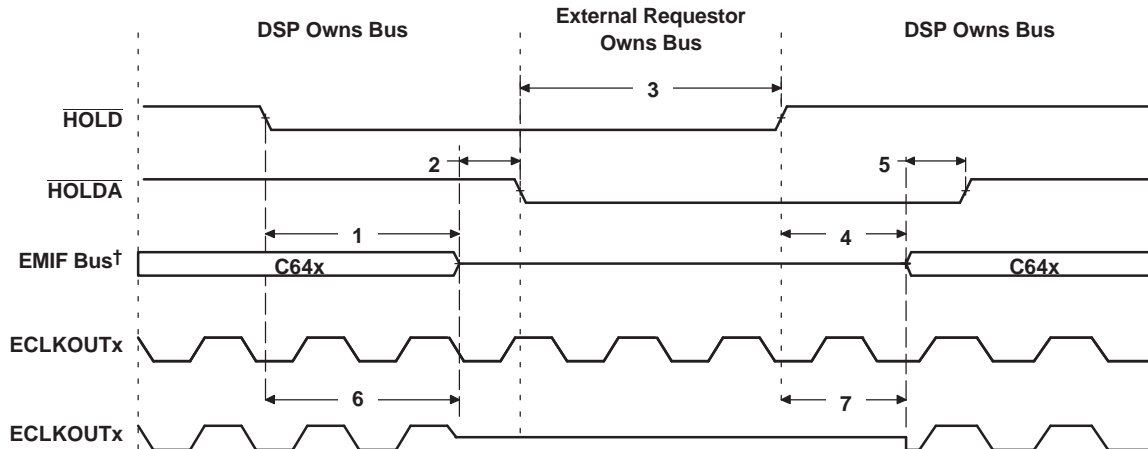 DSP Owns Bus
External Requestor
Owns Bus
DSP Owns Bus
3
HOLD
2
5
HOLDA
1
4
EMIF Bus†
C64x
C64x
ECLKOUTx
6
7
ECLKOUTx